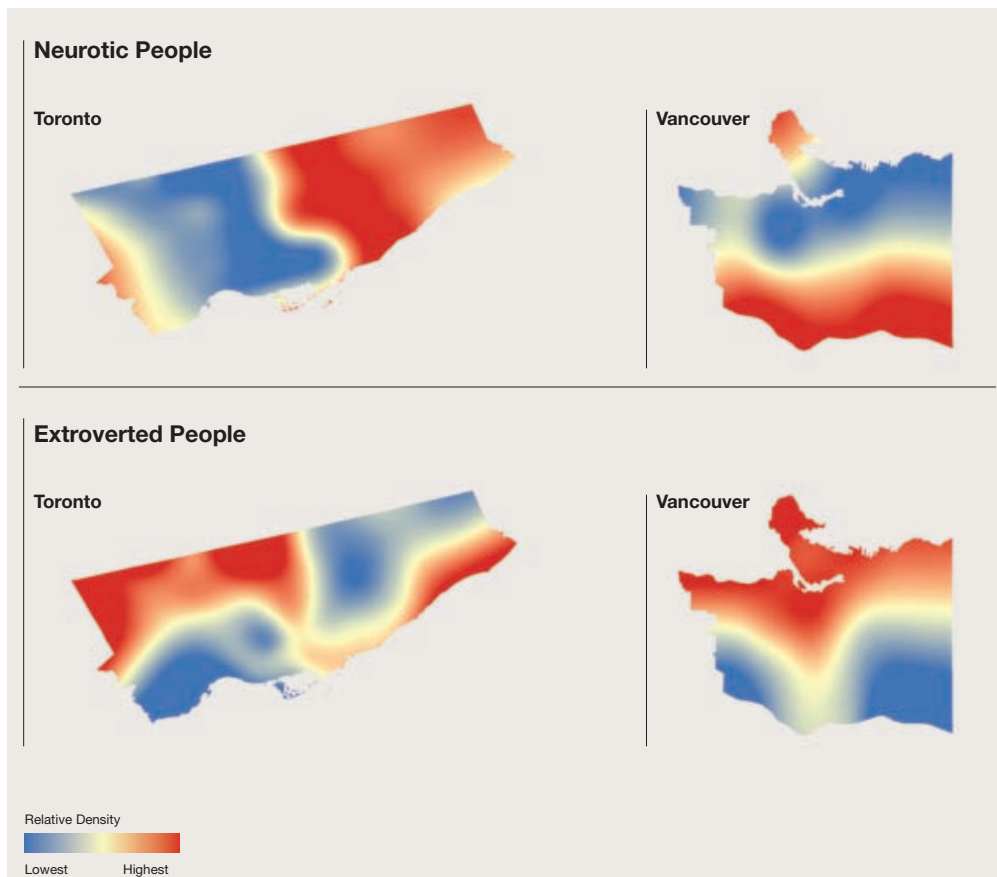 Neurotic People
Toronto
Vancouver
Extroverted People
Toronto
Vancouver
Relative Density
Lowest Highest